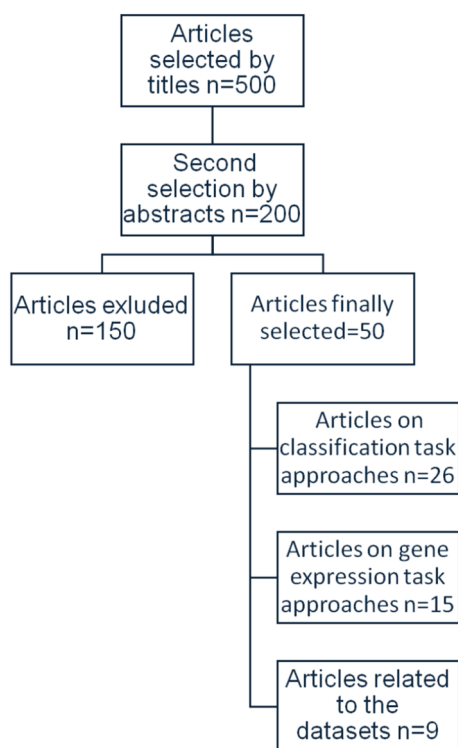 Articles
selected by
titles n=500
Second
selection by
abstracts n=200
Articles exluded
n=150
Articles finally
selected=50
Articles on
classification task
approaches n=26
Articles on gene
expression task
approaches n=15
Articles related
to the
datasets n=9